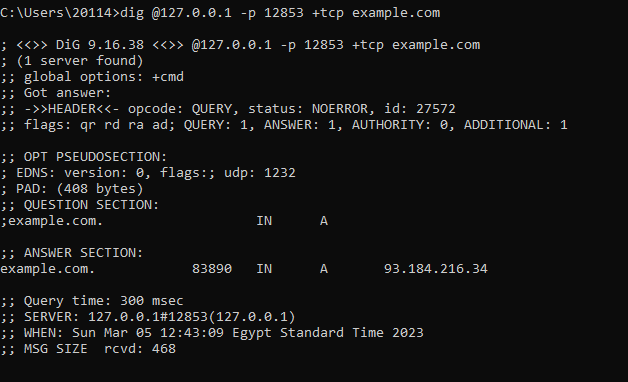 C:\Users\20114>dig @127.0.0.1 -p 12853 +tcp example.com
; <<>> DiG 9.16.38 <<>> @127.0.0.1 -p 12853 +tcp example.com
; (1 server found)
;; global options: +cmd
;; Got answer:
;; ->>HEADER<<- opcode: QUERY, status: NOERROR, id: 27572
;; flags: qr rd ra ad; QUERY: 1, ANSWER: 1, AUTHORITY: 0, ADDITIONAL: 1
;; OPT PSEUDOSECTION:
; EDNS: version: 0, flags:; udp: 1232
; PAD: (408 bytes)
;; QUESTION SECTION:
;example.com. IN A
;; ANSWER SECTION:
example.com. 83890 IN A 93.184.216.34
;; Query time: 300 msec
;; SERVER: 127.0.0.1#12853(127.0.0.1)
;; WHEN: Sun Mar 05 12:43:09 Egypt Standard Time 2023
;; MSG SIZE rcvd: 468